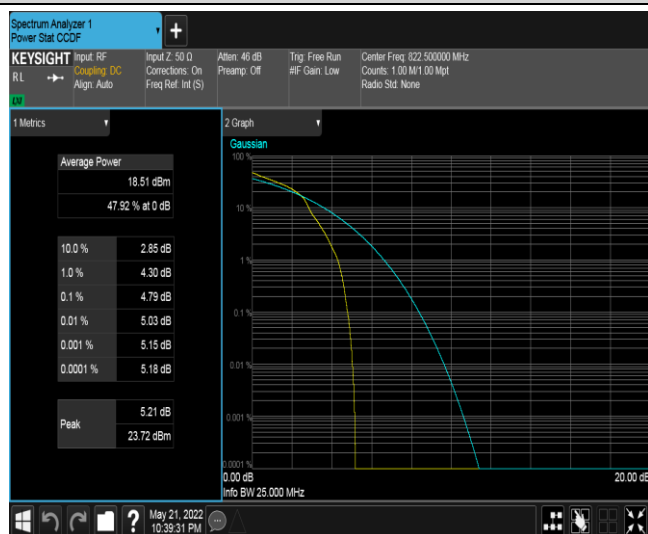 Spectrum Analyzer 1
Power Stat CCDF
+
KEYSIGHT
RL
LXI
Input: RF
Coupling: DC
Align: Auto
Input Z: 50 Ω
Corrections: On
Freq Ref: Int (S)
Atten: 46 dB
Preamp: Off
Trig: Free Run
#IF Gain: Low
Center Freq: 822.500000 MHz
Counts: 1.00 M/1.00 Mpt
Radio Std: None
1 Metrics
Average Power
18.51 dBm
47.92 % at 0 dB
10.0 % 2.85 dB
1.0 % 4.30 dB
0.1 % 4.79 dB
0.01 % 5.03 dB
0.001 % 5.15 dB
0.0001 % 5.18 dB
Peak
5.21 dB
23.72 dBm
2 Graph
Gaussian
100 %
10 %
1 %
0.1 %
0.01 %
0.001 %
0.0001 %
0.00 dB 20.00 dB
Info BW 25.000 MHz
?
May 21, 2022
10:39:31 PM